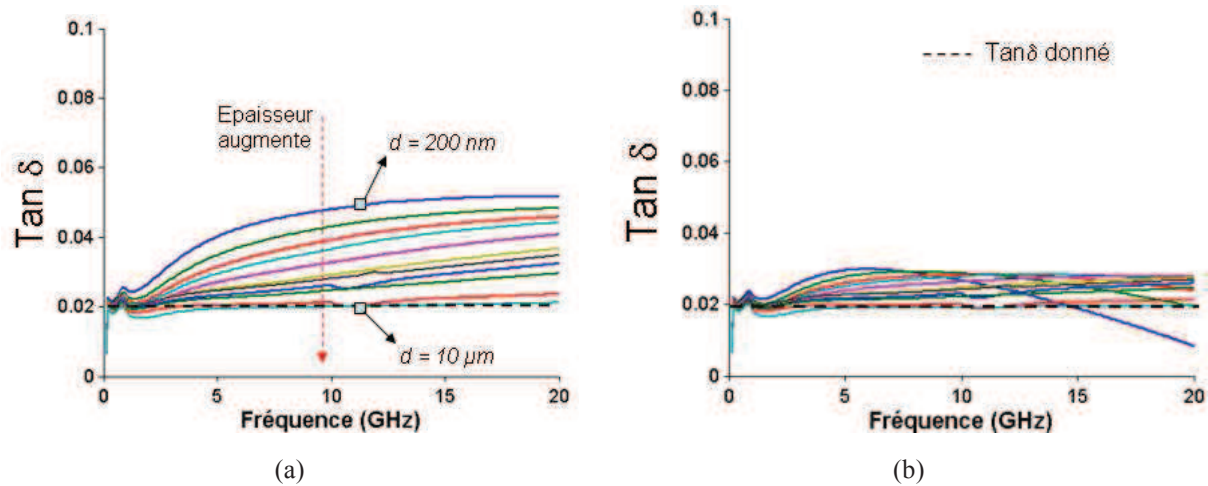 0.1
0.08
0.06
0.04
0.02
0
Tan δ
Epaisseur
augmente
d = 200 nm
d = 10 µm
0
5
10
15
20
Fréquence (GHz)
(a)
0.1
0.08
0.06
0.04
0.02
0
Tan δ
Tanδ donné
0
5
10
15
20
Fréquence (GHz)
(b)